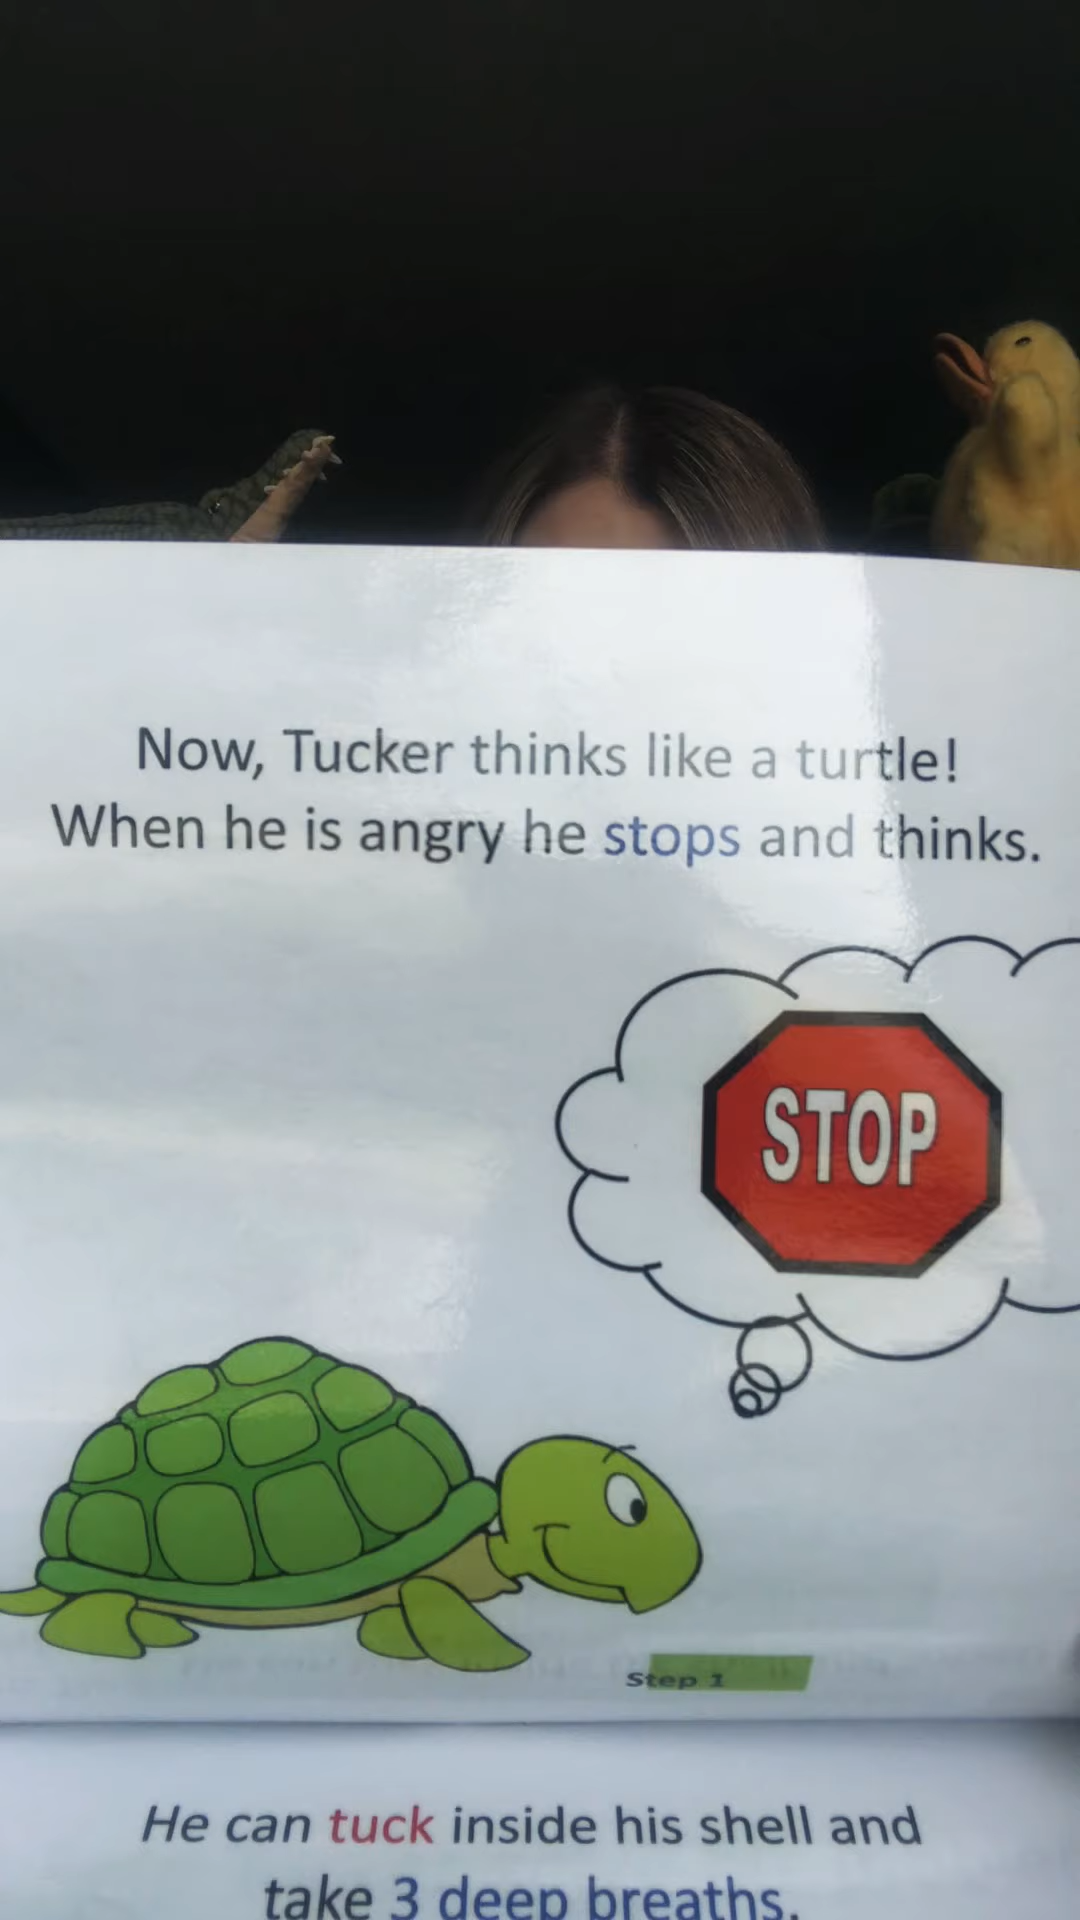 Now, Tucker thinks like a turtle!
When he is angry he stops and thinks.
STOP
Step 1
He can tuck inside his shell and
take 3 deep breaths.